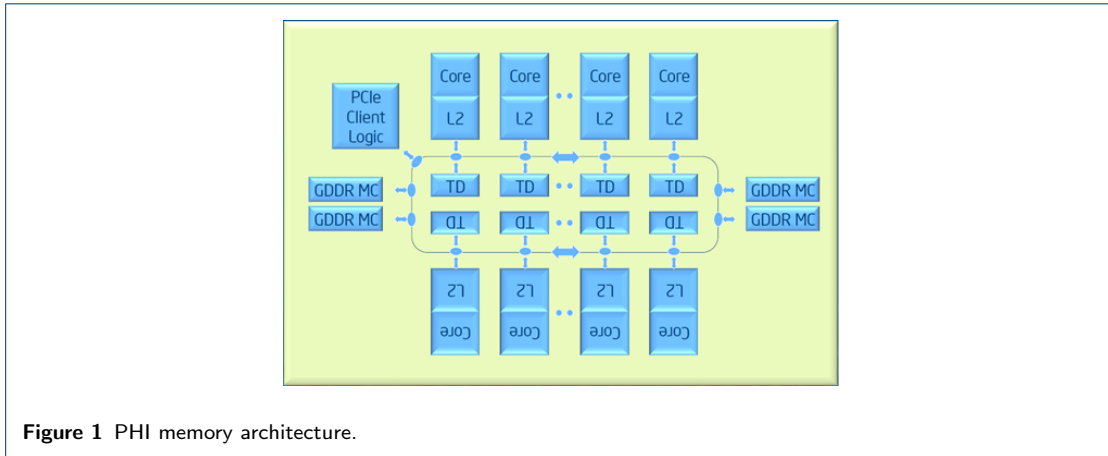 Core Core Core Core
PCIe
Client
Logic
L2 L2 L2 L2
GDDR MC TD TD TD TD GDDR MC
GDDR MC TD TD TD TD GDDR MC
L2 L2 L2 L2
Core Core Core Core
Figure 1 PHI memory architecture.